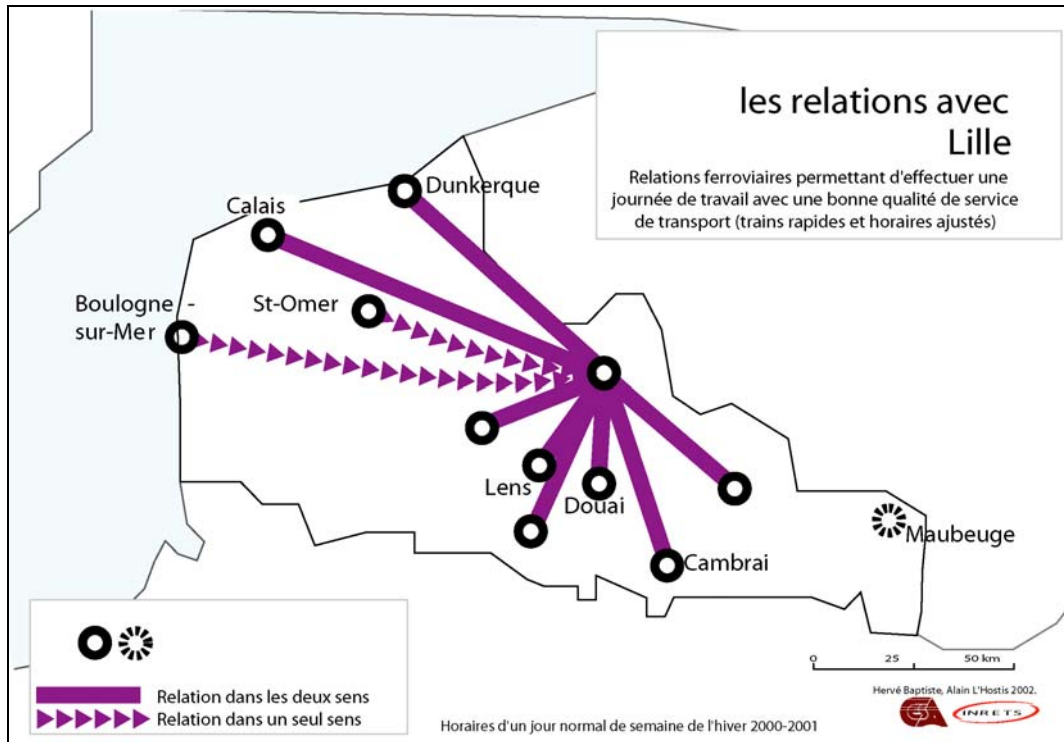 les relations avec
Lille
Relations ferroviaires permettant d'effectuer une
journée de travail avec une bonne qualité de service
de transport (trains rapides et horaires ajustés)
Dunkerque
Calais
Boulogne -
sur-Mer
St-Omer
Lens
Douai
Cambrai
Maubeuge
Relation dans les deux sens
Relation dans un seul sens
0 25 50 km
Hervé Baptiste, Alain L'Hostis 2002.
INRETS
Horaires d'un jour normal de semaine de l'hiver 2000-2001